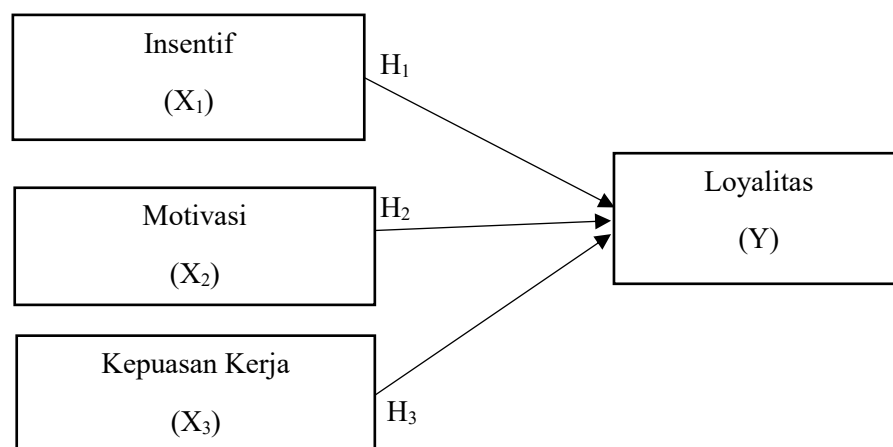 Insentif
(X₁)
H₁
Motivasi
(X₂)
H₂
Kepuasan Kerja
(X₃)
H₃
Loyalitas
(Y)